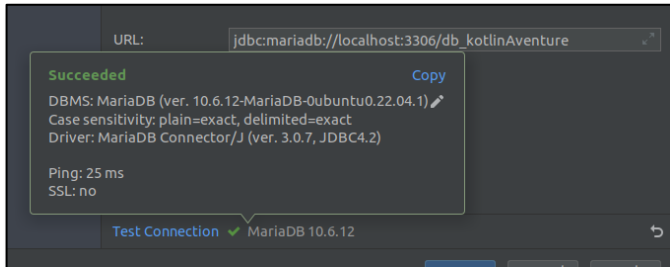 URL: jdbc:mariadb://localhost:3306/db_kotlinAventure
Succeeded Copy
DBMS: MariaDB (ver. 10.6.12-MariaDB-0ubuntu0.22.04.1)
Case sensitivity: plain=exact, delimited=exact
Driver: MariaDB Connector/J (ver. 3.0.7, JDBC4.2)
Ping: 25 ms
SSL: no
Test Connection MariaDB 10.6.12